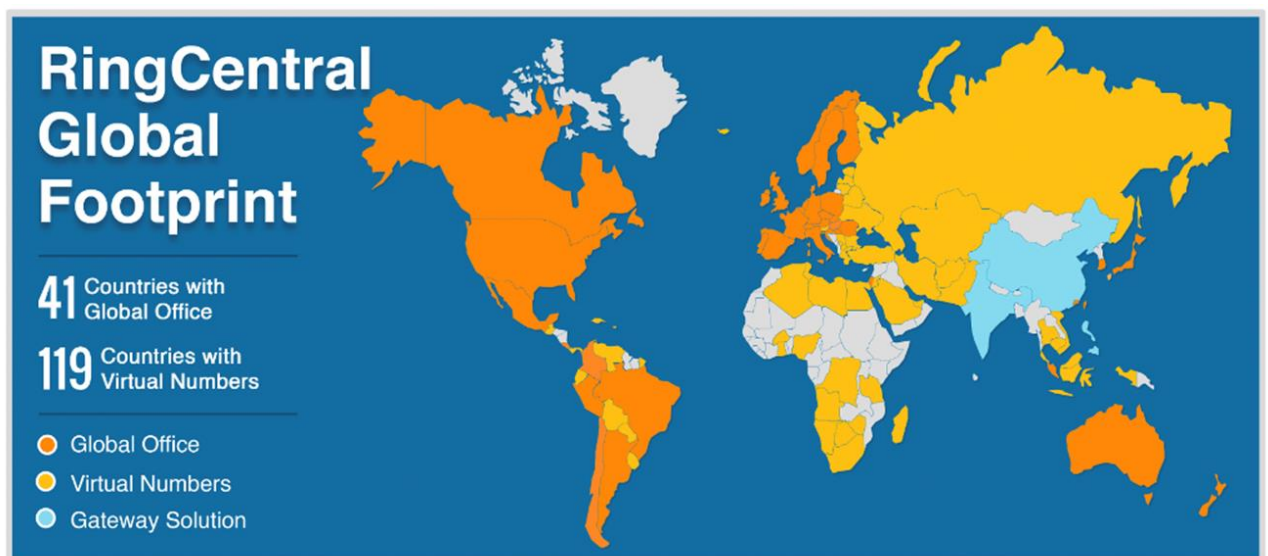 RingCentral
Global
Footprint
41 Countries with
Global Office
119 Countries with
Virtual Numbers
Global Office
Virtual Numbers
Gateway Solution